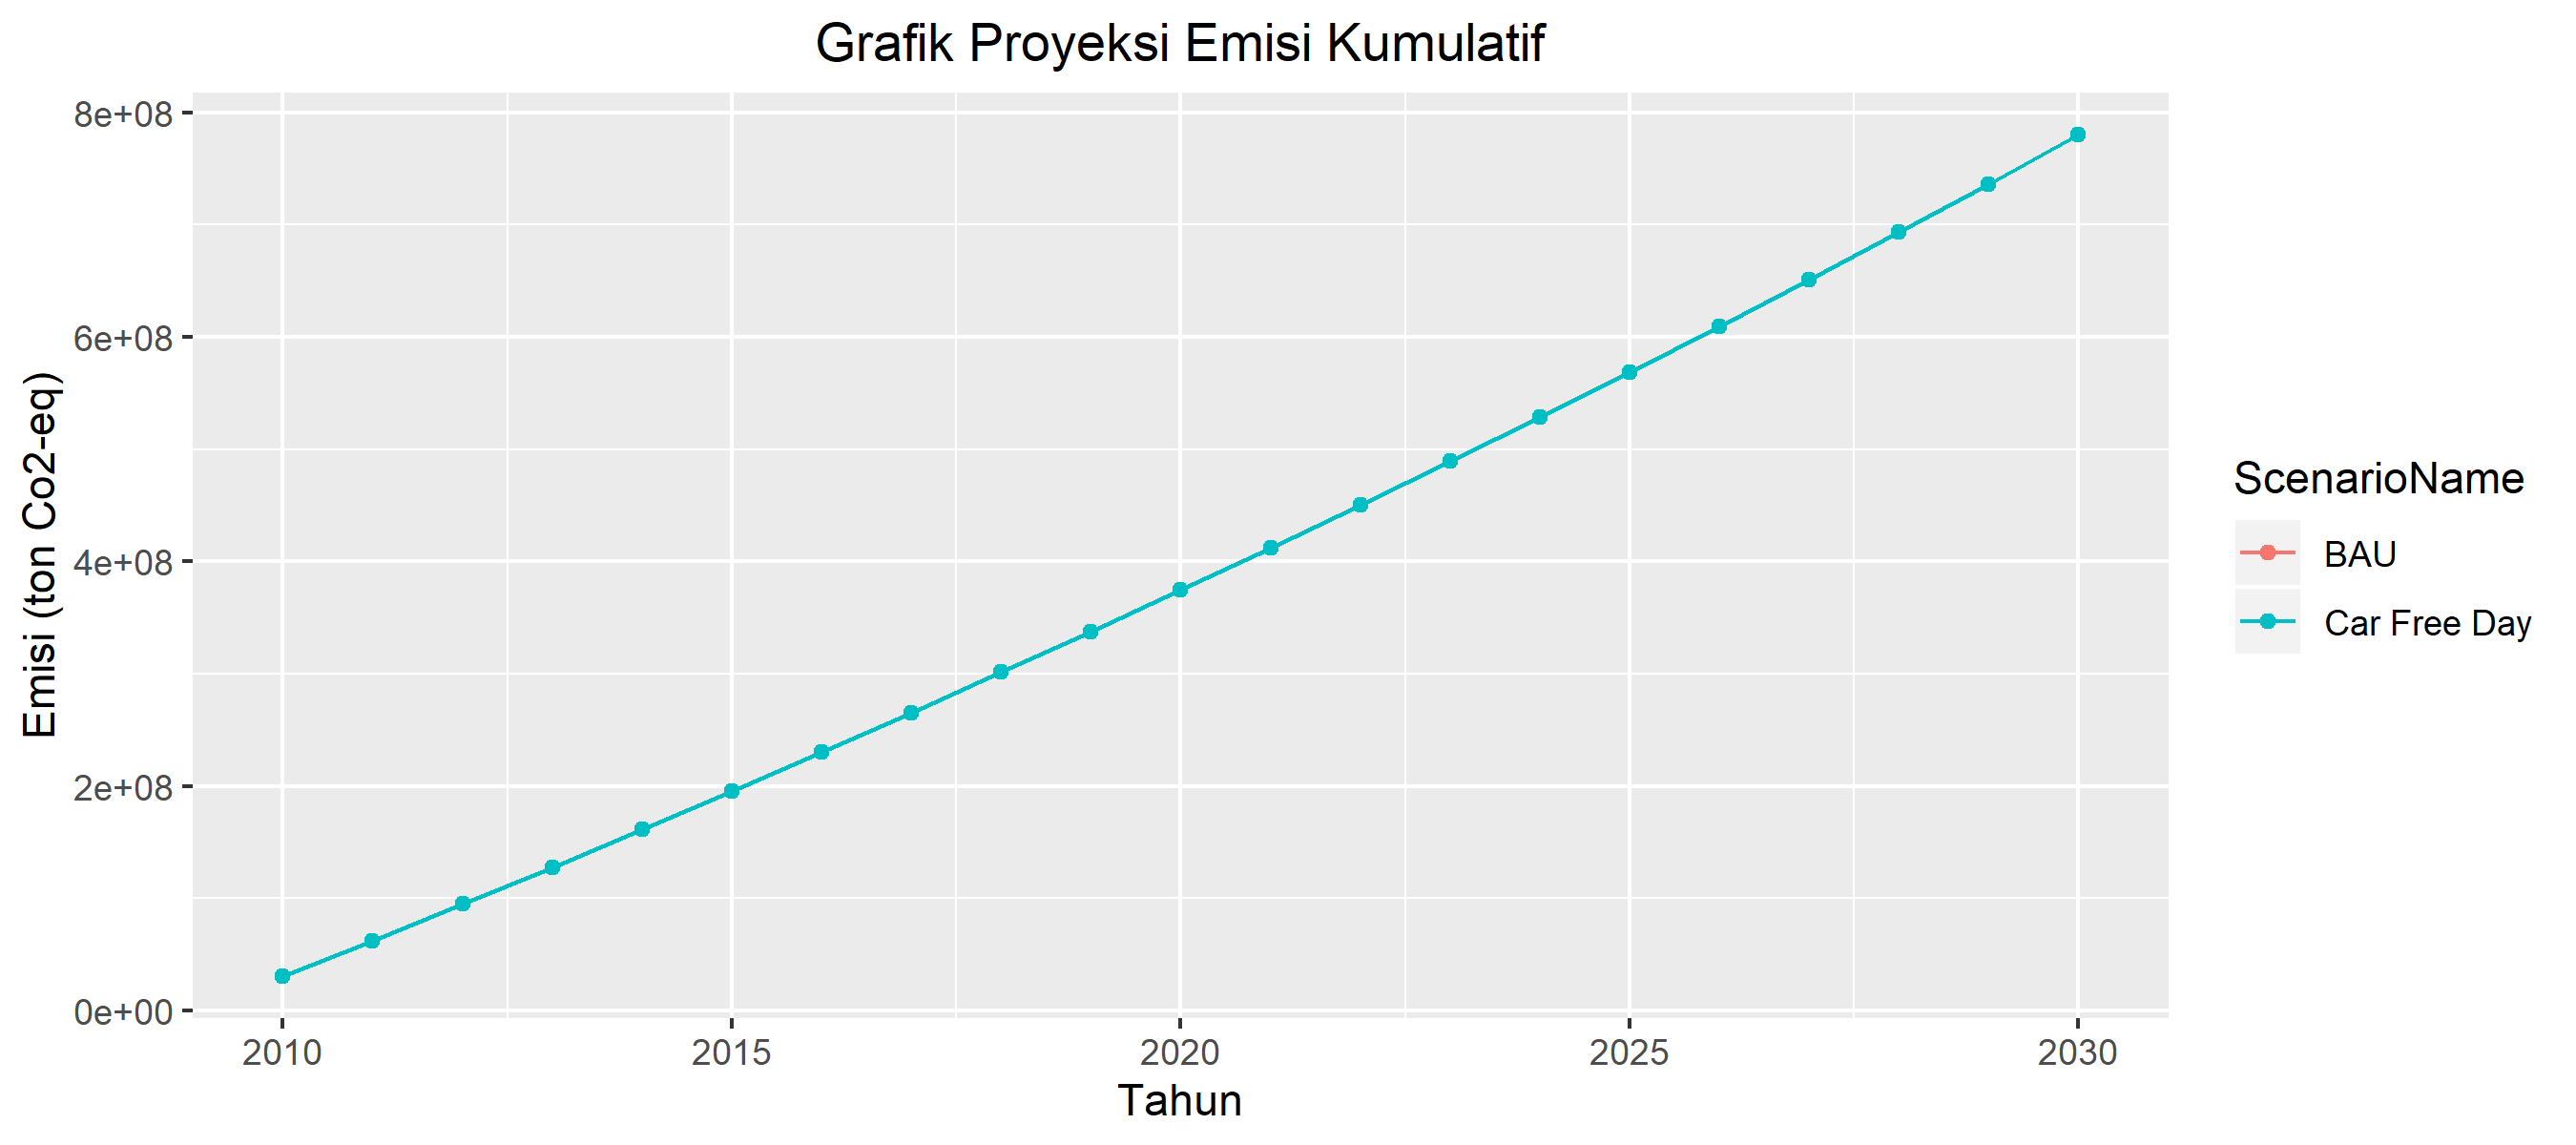 Grafik Proyeksi Emisi Kumulatif
8e+08
6e+08
4e+08
2e+08
0e+00
Emisi (ton Co2-eq)
2010
2015
2020
2025
2030
Tahun
ScenarioName
BAU
Car Free Day